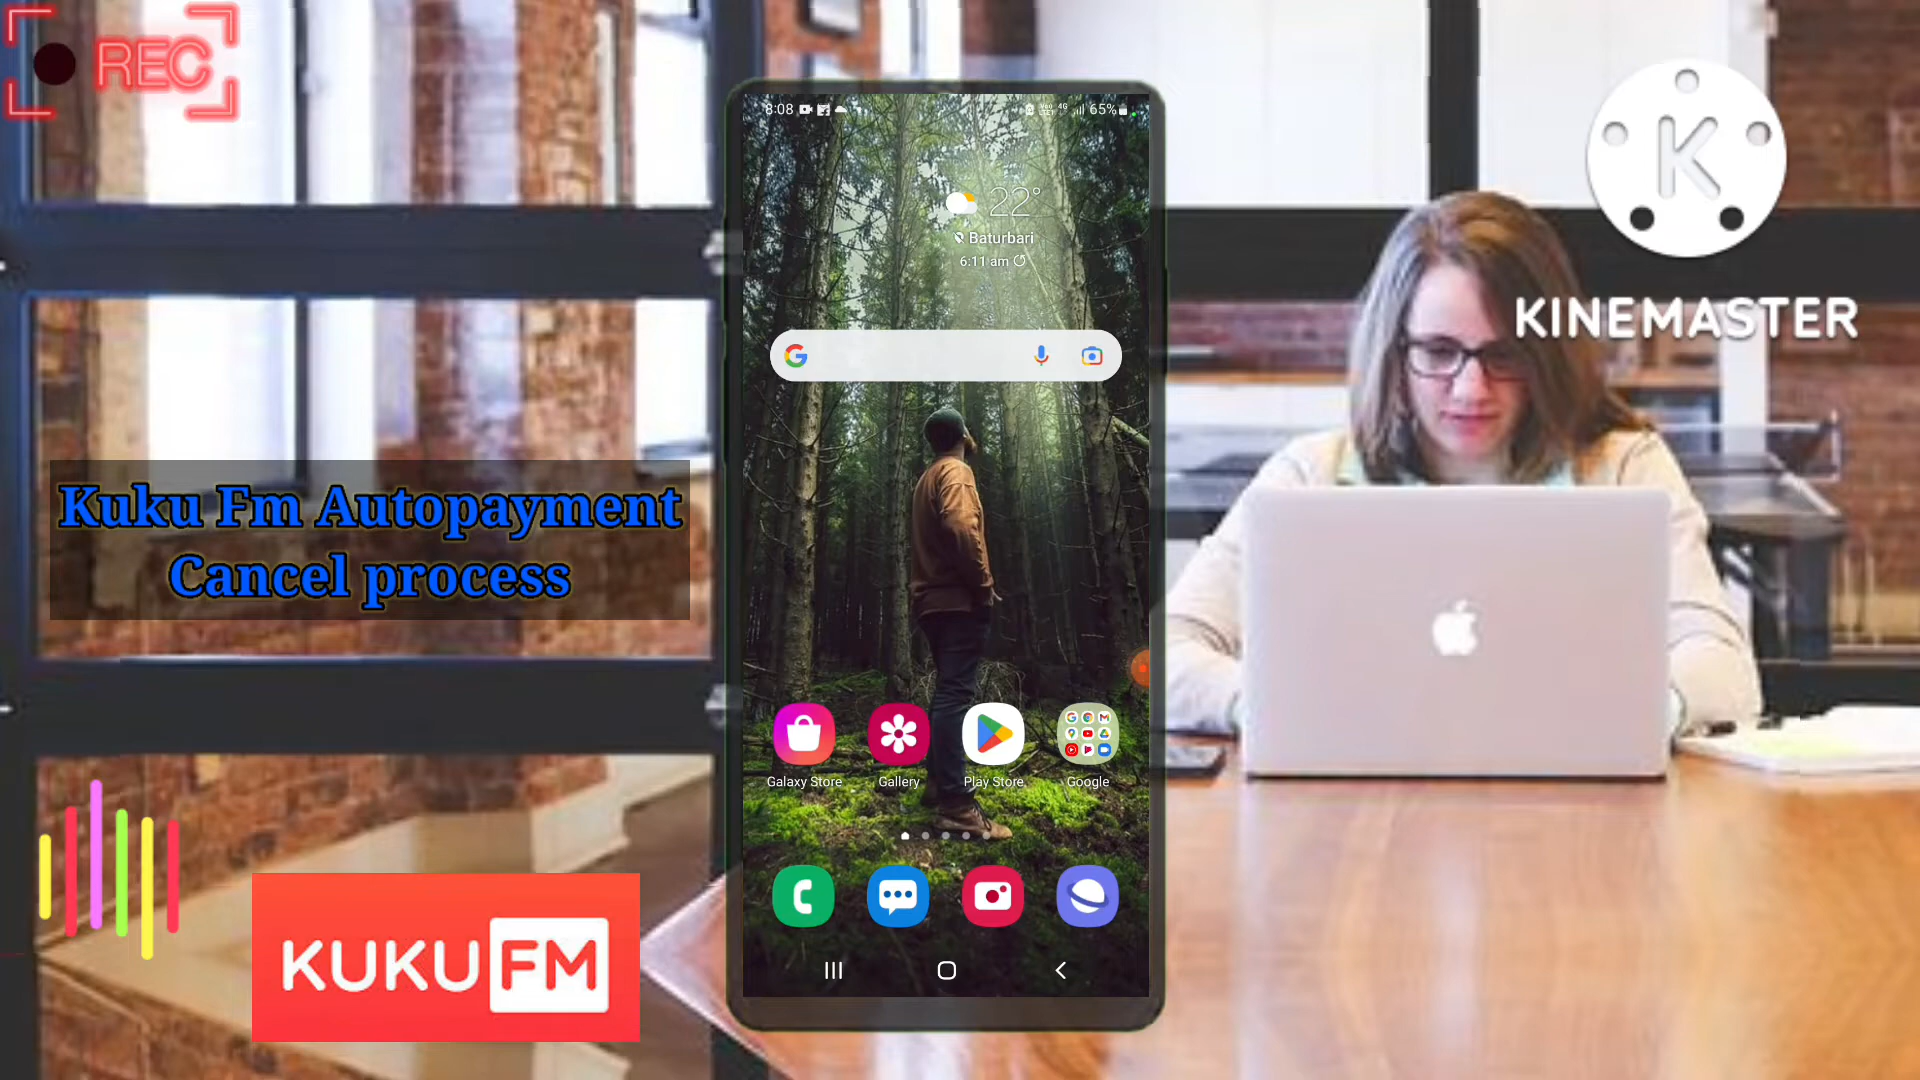 REC
8:08
4G
65%
22°
Baturbari
6:11 am
K
KINEMASTER
Kuku Fm Autopayment
Cancel process
Galaxy Store
Gallery
Play Store
Google
KUKU FM